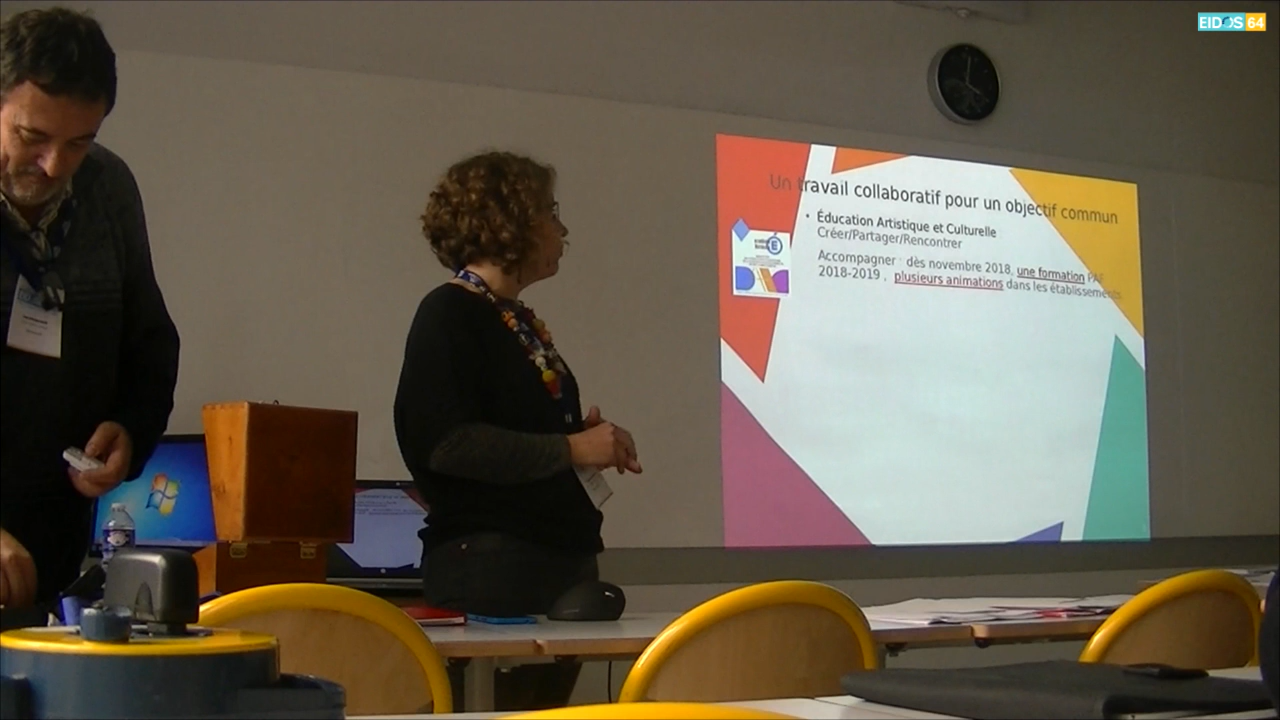 EIDOS 64
Un travail collaboratif pour un objectif commun
• Éducation Artistique et Culturelle
Créer/Partager/Rencontrer
Accompagner : dès novembre 2018, une formation PAF
2018-2019 , plusieurs animations dans les établissements